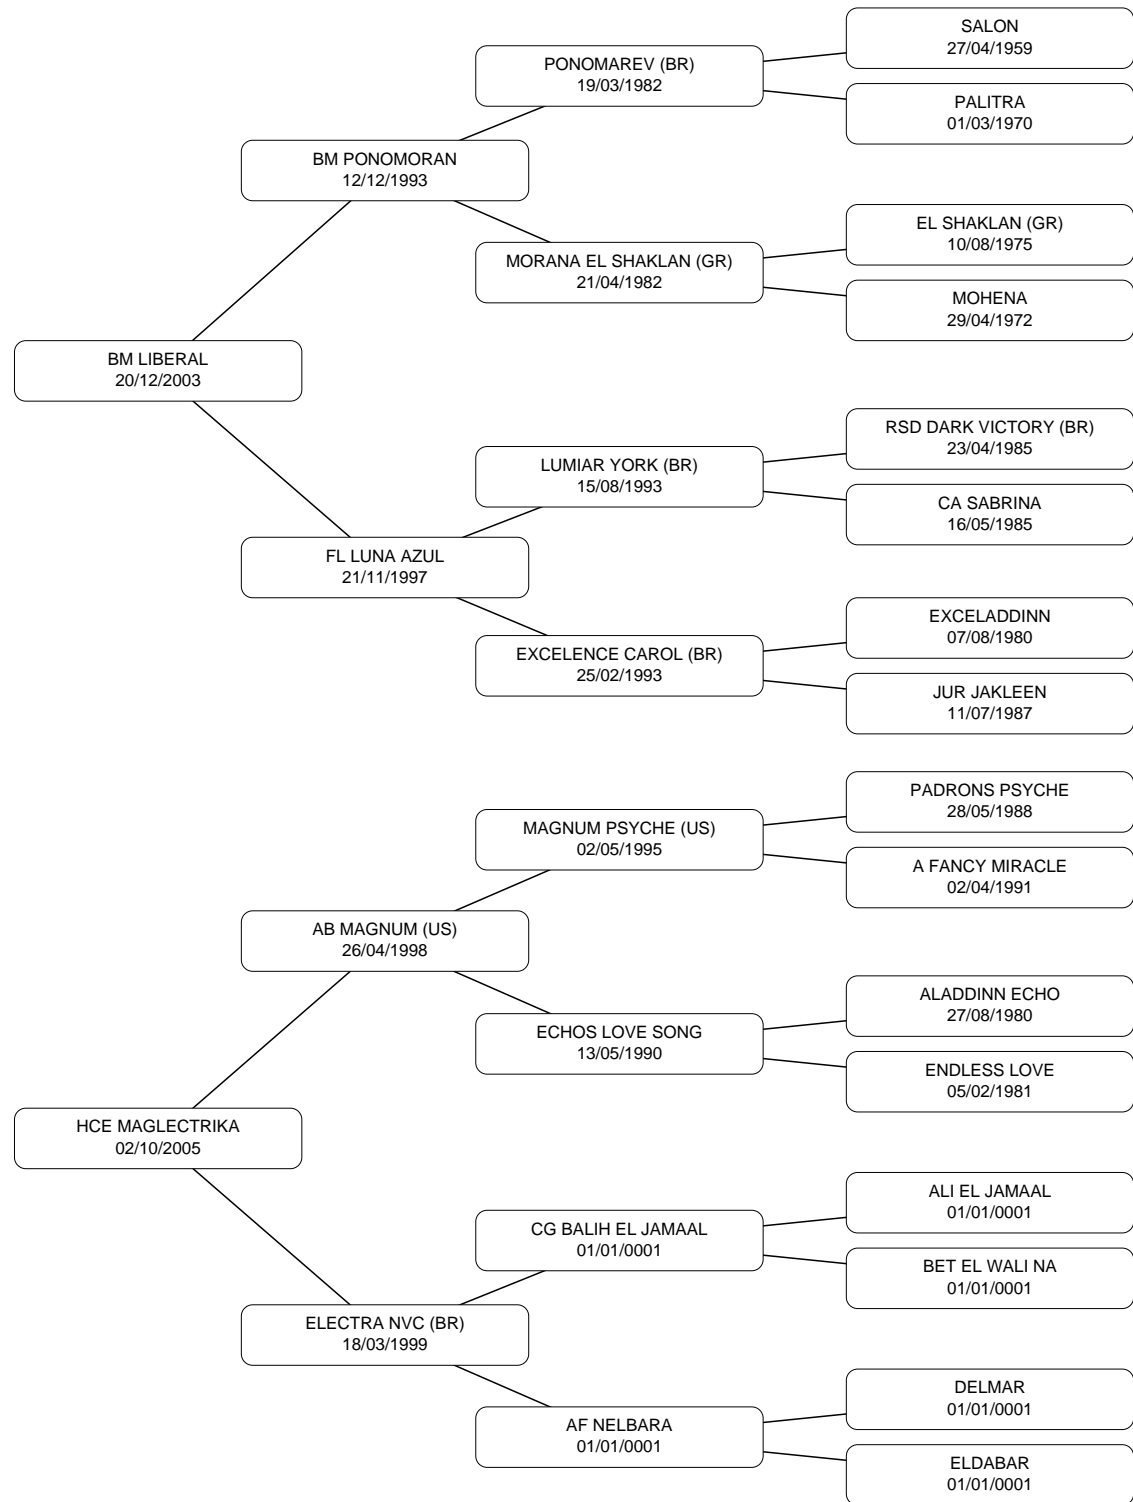 SALON
27/04/1959
PONOMAREV (BR)
19/03/1982
PALITRA
01/03/1970
BM PONOMORAN
12/12/1993
EL SHAKLAN (GR)
10/08/1975
MORANA EL SHAKLAN (GR)
21/04/1982
MOHENA
29/04/1972
BM LIBERAL
20/12/2003
RSD DARK VICTORY (BR)
23/04/1985
LUMIAR YORK (BR)
15/08/1993
CA SABRINA
16/05/1985
FL LUNA AZUL
21/11/1997
EXCELADDINN
07/08/1980
EXCELENCE CAROL (BR)
25/02/1993
JUR JAKLEEN
11/07/1987
PADRONS PSYCHE
28/05/1988
MAGNUM PSYCHE (US)
02/05/1995
A FANCY MIRACLE
02/04/1991
AB MAGNUM (US)
26/04/1998
ALADDINN ECHO
27/08/1980
ECHOS LOVE SONG
13/05/1990
ENDLESS LOVE
05/02/1981
HCE MAGLECTRIKA
02/10/2005
ALI EL JAMAAL
01/01/0001
CG BALIH EL JAMAAL
01/01/0001
BET EL WALI NA
01/01/0001
ELECTRA NVC (BR)
18/03/1999
DELMAR
01/01/0001
AF NELBARA
01/01/0001
ELDABAR
01/01/0001